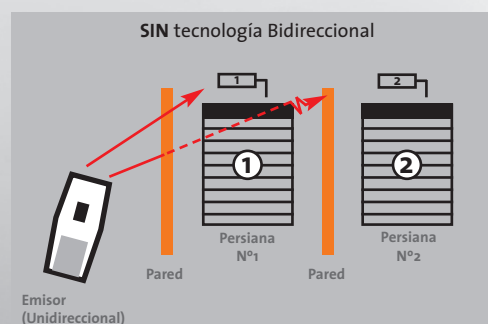 SIN tecnología Bidireccional
1
2
1
2
Persiana
Nº1
Persiana
Nº2
Pared
Pared
Emisor
(Unidireccional)